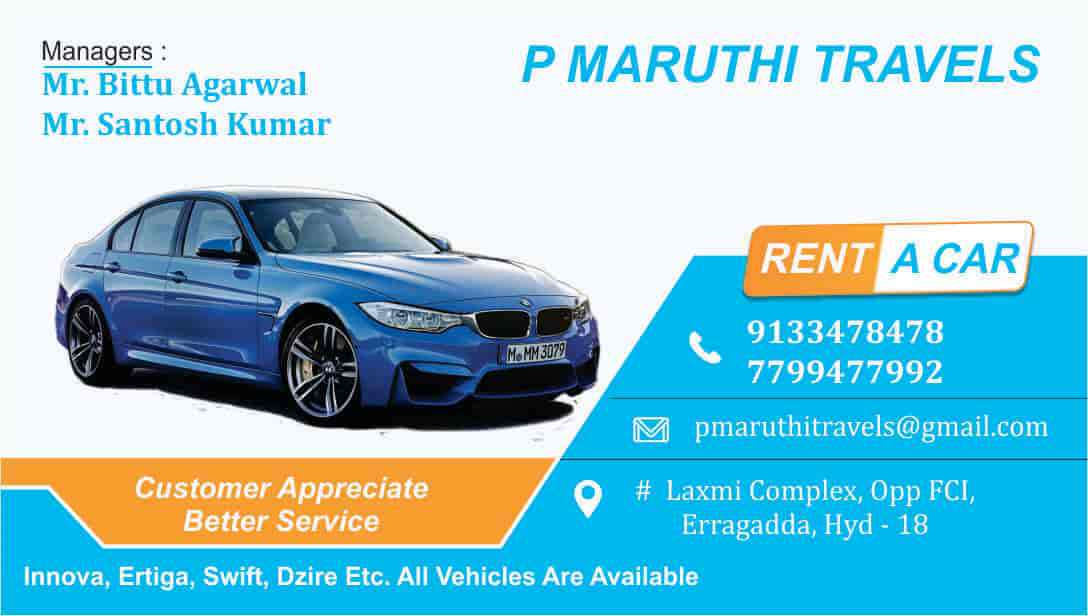 Managers :
Mr. Bittu Agarwal
Mr. Santosh Kumar
P MARUTHI TRAVELS
RENT A CAR
9133478478
7799477992
pmaruthitravels@gmail.com
# Laxmi Complex, Opp FCI,
Erragadda, Hyd - 18
M MM 3079
Customer Appreciate
Better Service
Innova, Ertiga, Swift, Dzire Etc. All Vehicles Are Available